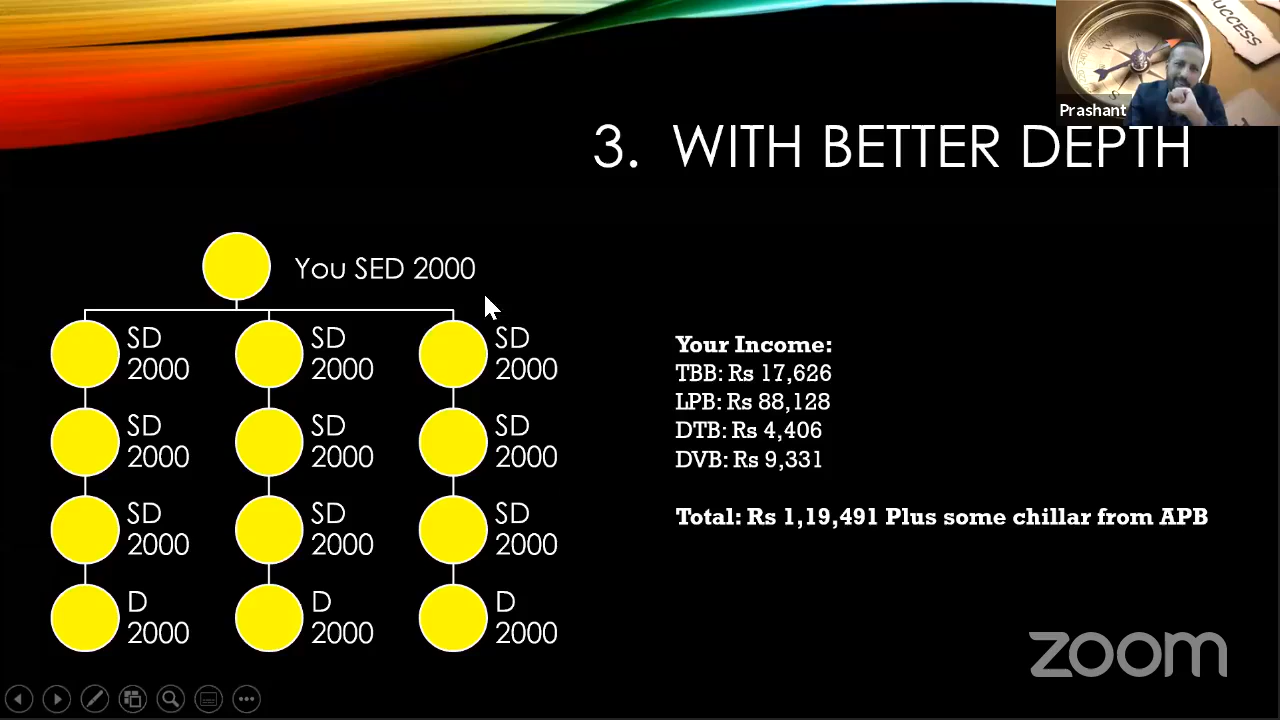 SUCCESS
Prashant
3. WITH BETTER DEPTH
You SED 2000
SD
2000
SD
2000
SD
2000
SD
2000
SD
2000
SD
2000
SD
2000
SD
2000
SD
2000
D
2000
D
2000
D
2000
Your Income:
TBB: Rs 17,626
LPB: Rs 88,128
DTB: Rs 4,406
DVB: Rs 9,331
Total: Rs 1,19,491 Plus some chillar from APB
zoom